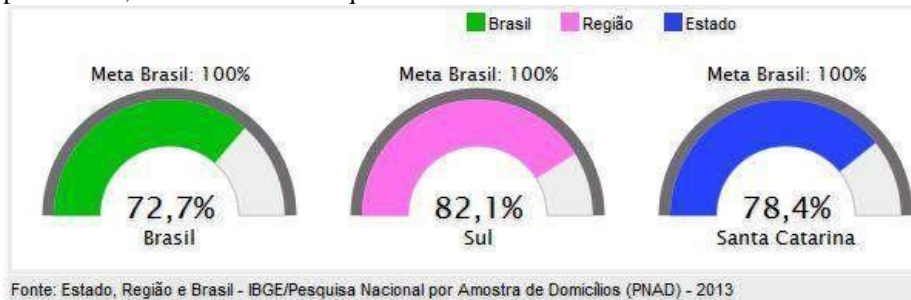 Brasil Região Estado
Meta Brasil: 100% Meta Brasil: 100% Meta Brasil: 100%
72,7% 82,1% 78,4%
Brasil Sul Santa Catarina
Fonte: Estado, Região e Brasil - IBGE/Pesquisa Nacional por Amostra de Domicílios (PNAD) - 2013